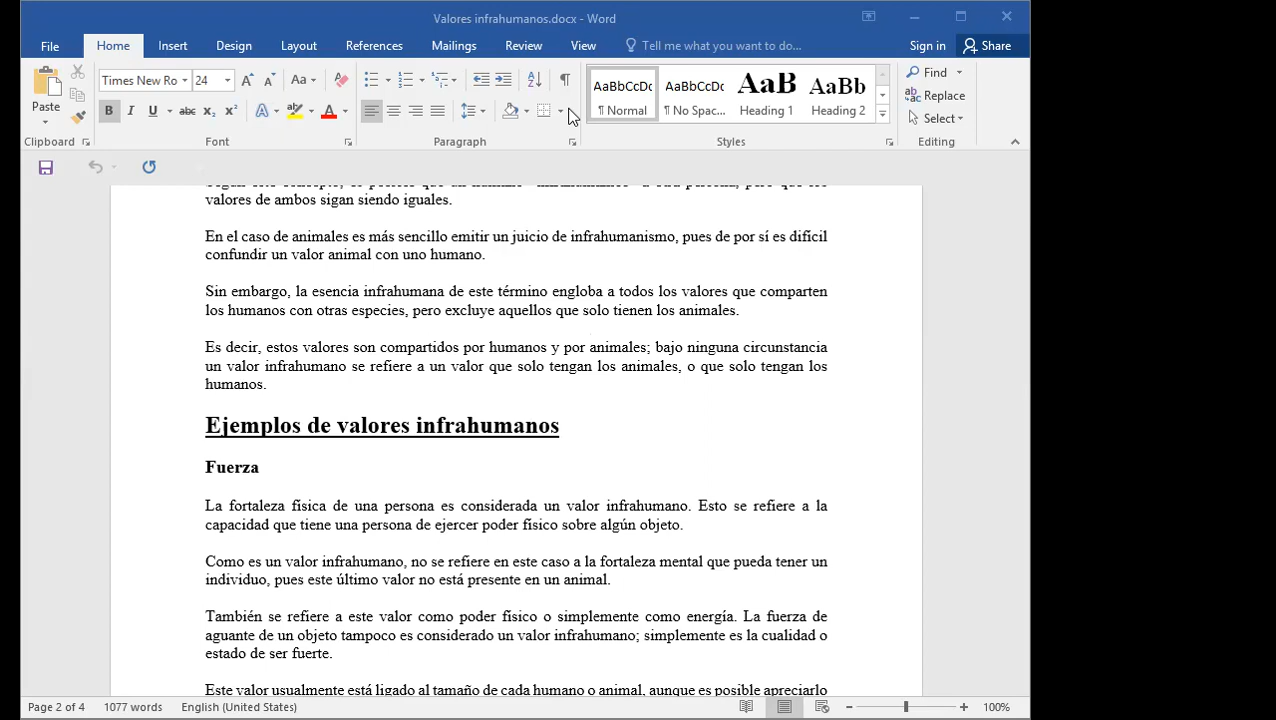 Valores infrahumanos.docx - Word
File Home Insert Design Layout References Mailings Review View Tell me what you want to do... Sign in Share
Paste
Times New Ro 24
Aa
B I U abc X₂ X² A A
AaBbCcDc AaBbCcDc AaB AaBb
¶ Normal ¶ No Spac... Heading 1 Heading 2
Find
Replace
Select
Clipboard Font Paragraph Styles Editing
valores de ambos sigan siendo iguales.
En el caso de animales es más sencillo emitir un juicio de infrahumanismo, pues de por sí es difícil
confundir un valor animal con uno humano.
Sin embargo, la esencia infrahumana de este término engloba a todos los valores que comparten
los humanos con otras especies, pero excluye aquellos que solo tienen los animales.
Es decir, estos valores son compartidos por humanos y por animales; bajo ninguna circunstancia
un valor infrahumano se refiere a un valor que solo tengan los animales, o que solo tengan los
humanos.
Ejemplos de valores infrahumanos
Fuerza
La fortaleza física de una persona es considerada un valor infrahumano. Esto se refiere a la
capacidad que tiene una persona de ejercer poder físico sobre algún objeto.
Como es un valor infrahumano, no se refiere en este caso a la fortaleza mental que pueda tener un
individuo, pues este último valor no está presente en un animal.
También se refiere a este valor como poder físico o simplemente como energía. La fuerza de
aguante de un objeto tampoco es considerado un valor infrahumano; simplemente es la cualidad o
estado de ser fuerte.
Este valor usualmente está ligado al tamaño de cada humano o animal, aunque es posible apreciarlo
Page 2 of 4 1077 words English (United States) 100%